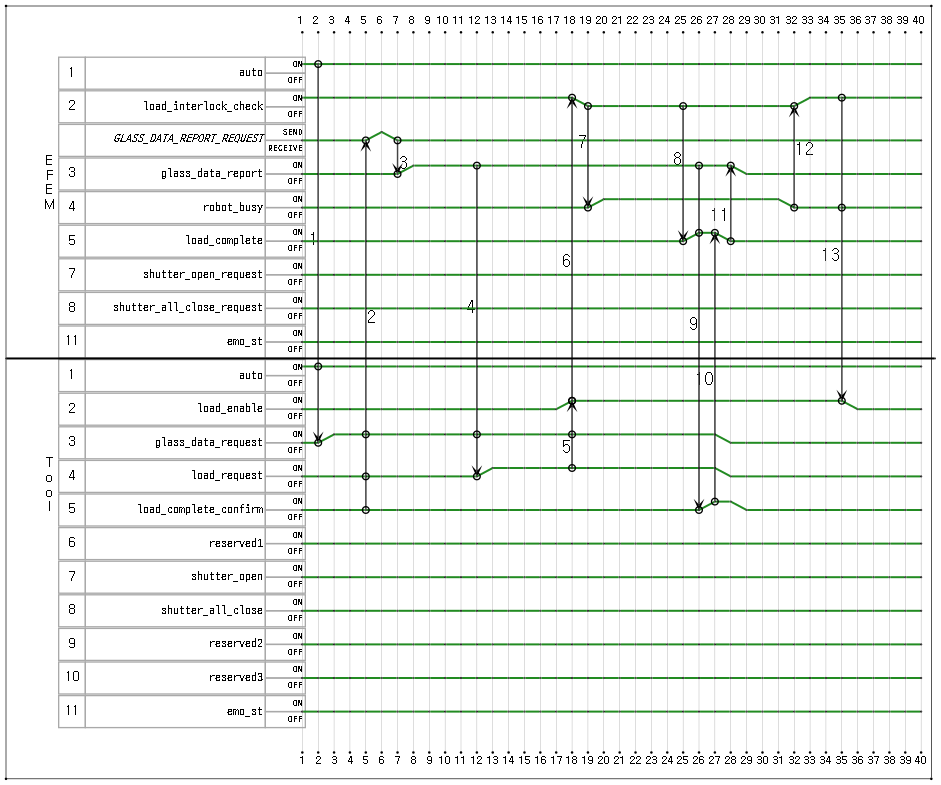 1 2 3 4 5 6 7 8 9 10 11 12 13 14 15 16 17 18 19 20 21 22 23 24 25 26 27 28 29 30 31 32 33 34 35 36 37 38 39 40
EFEM
1 auto ON OFF
2 load_interlock_check ON OFF
GLASS_DATA_REPORT_REQUEST SEND RECEIVE
3 glass_data_report ON OFF
4 robot_busy ON OFF
5 load_complete ON OFF
7 shutter_open_request ON OFF
8 shutter_all_close_request ON OFF
11 emo_st ON OFF
Tool
1 auto ON OFF
2 load_enable ON OFF
3 glass_data_request ON OFF
4 load_request ON OFF
5 load_complete_confirm ON OFF
6 reserved1 ON OFF
7 shutter_open ON OFF
8 shutter_all_close ON OFF
9 reserved2 ON OFF
10 reserved3 ON OFF
11 emo_st ON OFF
1
2
3
4
5
6
7
8
9
10
11
12
13
1 2 3 4 5 6 7 8 9 10 11 12 13 14 15 16 17 18 19 20 21 22 23 24 25 26 27 28 29 30 31 32 33 34 35 36 37 38 39 40